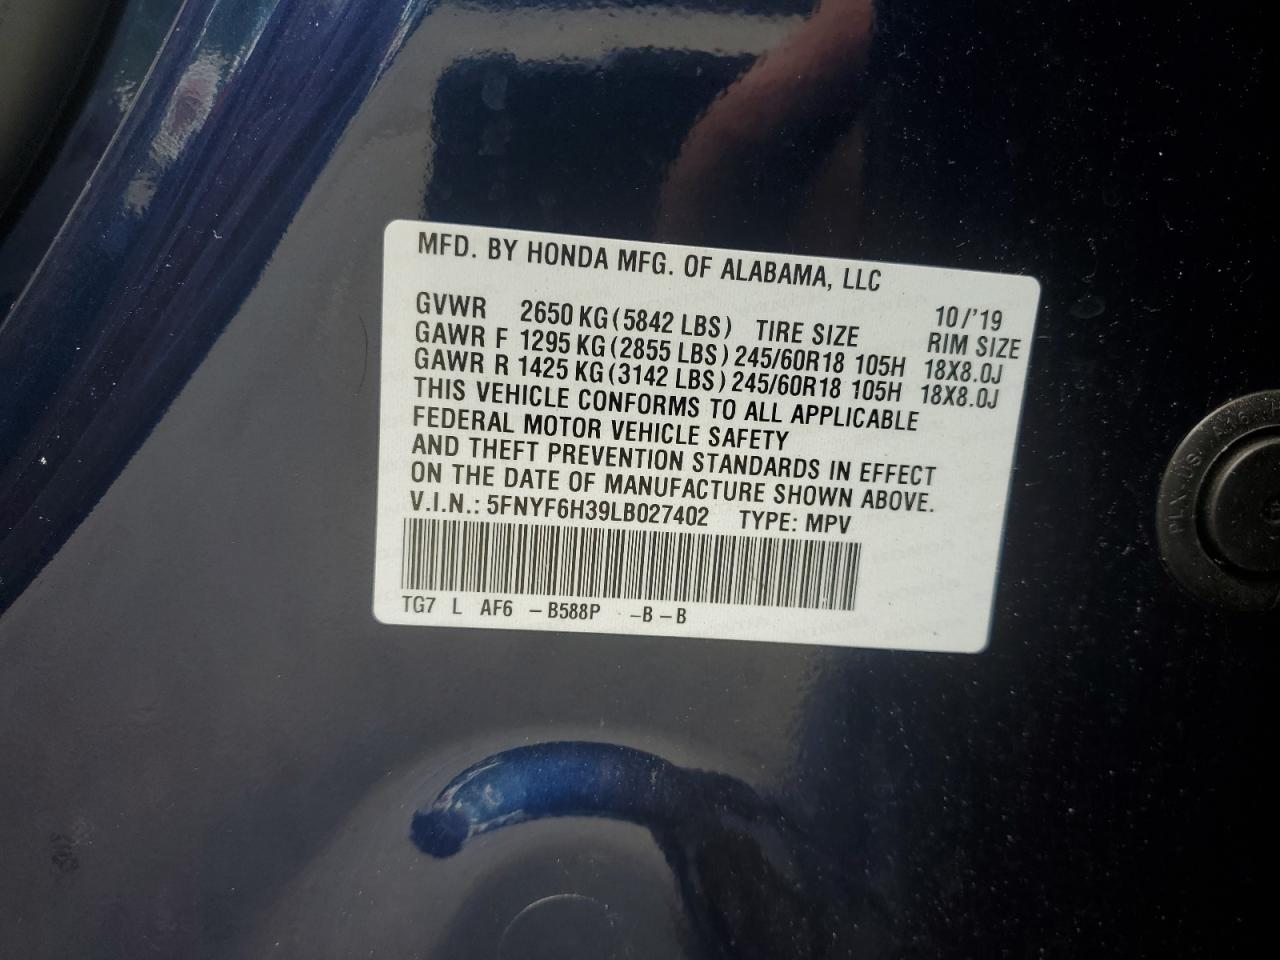 MFD. BY HONDA MFG. OF ALABAMA, LLC
10/'19
GVWR 2650 KG (5842 LBS) TIRE SIZE RIM SIZE
GAWR F 1295 KG (2855 LBS) 245/60R18 105H 18X8.0J
GAWR R 1425 KG (3142 LBS) 245/60R18 105H 18X8.0J
THIS VEHICLE CONFORMS TO ALL APPLICABLE
FEDERAL MOTOR VEHICLE SAFETY
AND THEFT PREVENTION STANDARDS IN EFFECT
ON THE DATE OF MANUFACTURE SHOWN ABOVE.
V.I.N.: 5FNYF6H39LB027402 TYPE: MPV
TG7 L AF6 - B588P -B - B